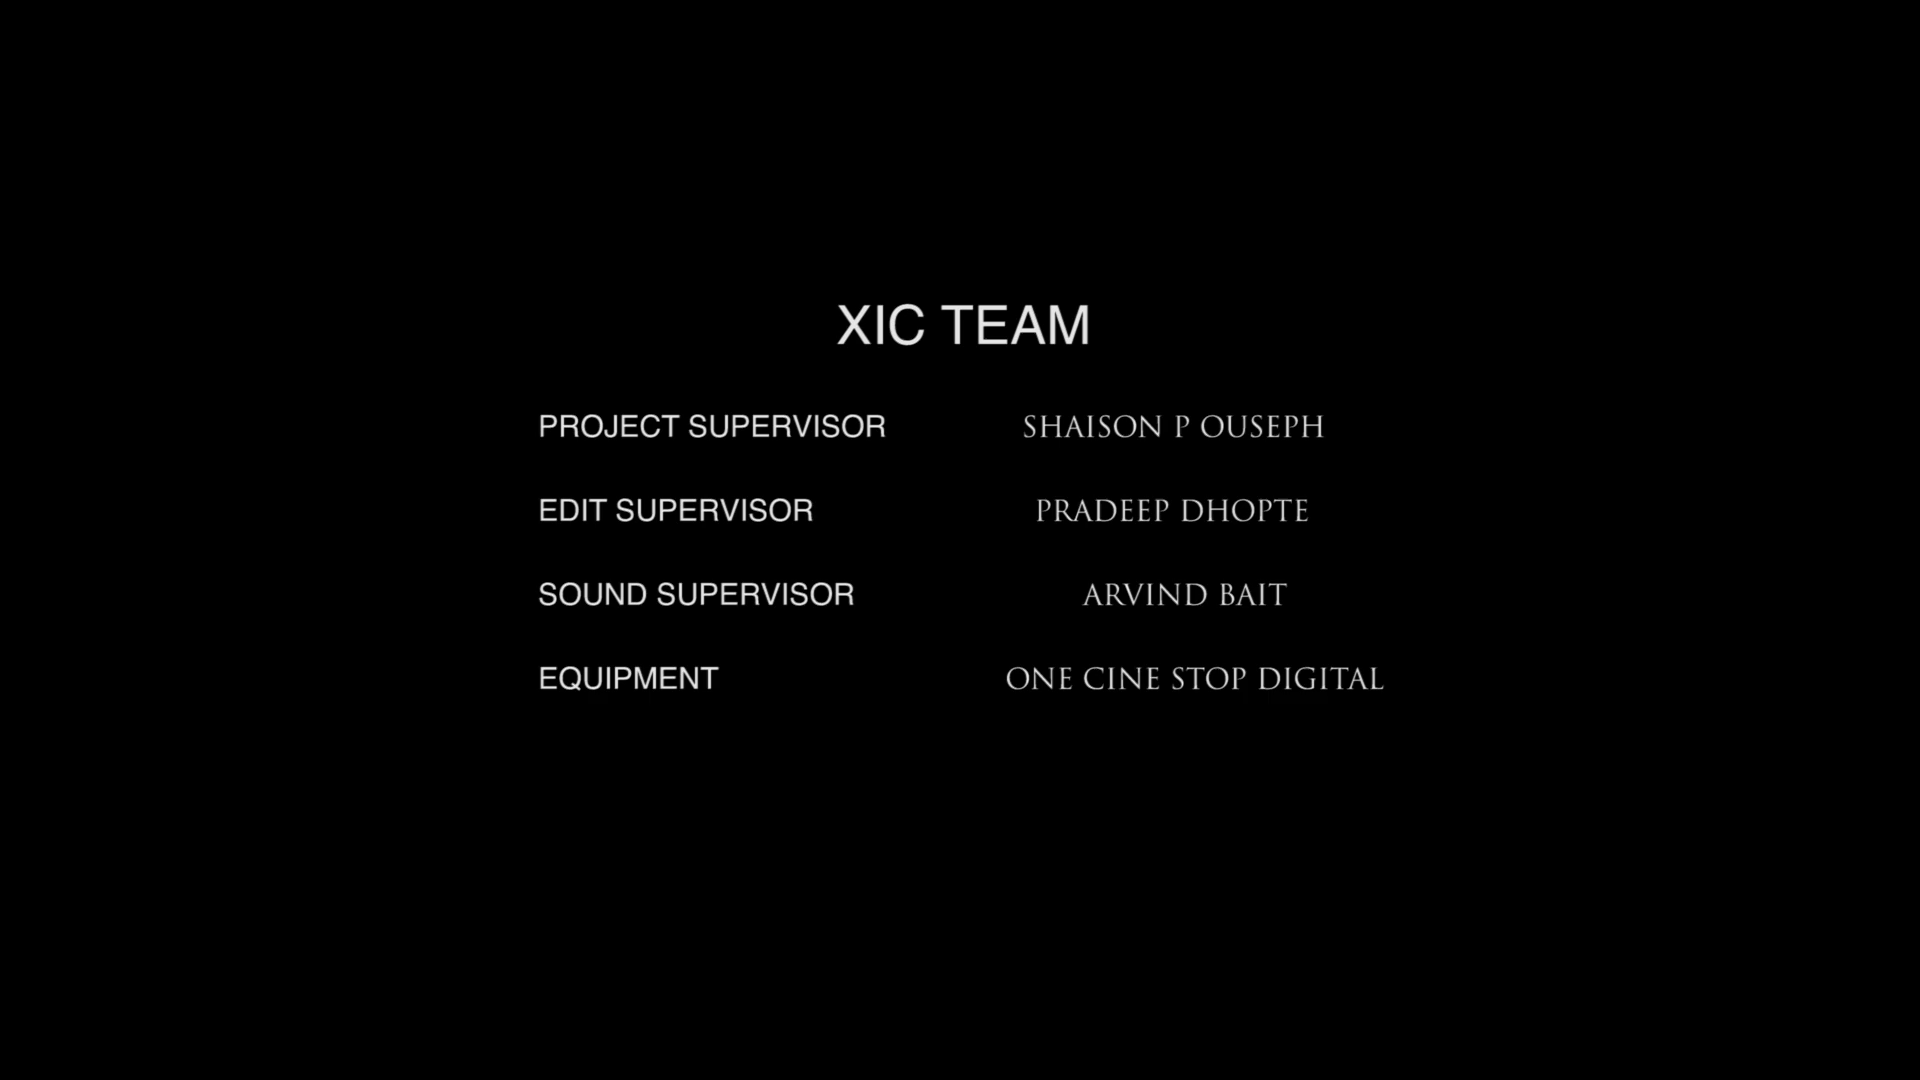 XIC TEAM
PROJECT SUPERVISOR SHAISON P OUSEPH
EDIT SUPERVISOR PRADEEP DHOPTE
SOUND SUPERVISOR ARVIND BAIT
EQUIPMENT ONE CINE STOP DIGITAL